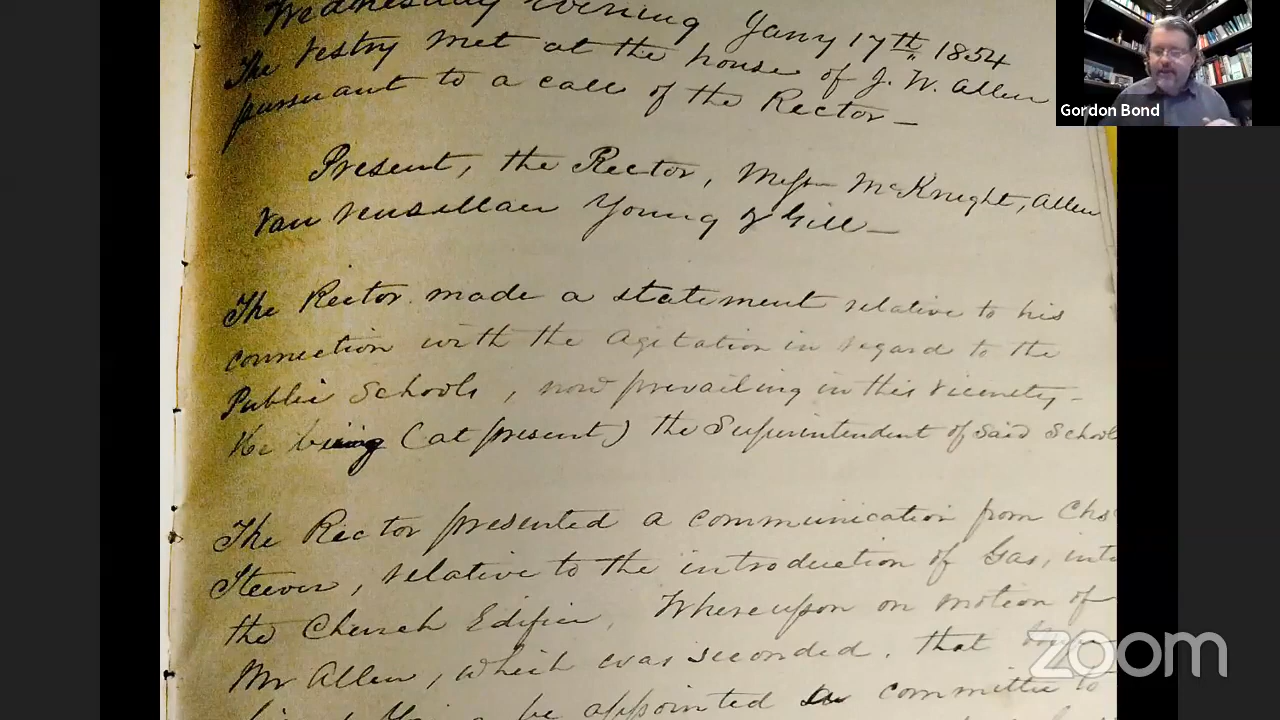 Wednesday Evening Jany 17th 1854
The Vestry met at the house of J. W. Allen
pursuant to a call of the Rector —
Present, the Rector, Messrs McKnight, Allen
Van Rensellaer Young & Gill —
The Rector made a statement relative to his
connection with the Agitation in regard to the
Public Schools, now prevailing in this vicinity —
He being (at present) the Superintendent of said School
The Rector presented a communication from Chs
relative to the introduction of Gas, into
the Church Edifice. Whereupon on motion of
Mr Allen, which was seconded, that
be appointed a committee to
Gordon Bond
zoom